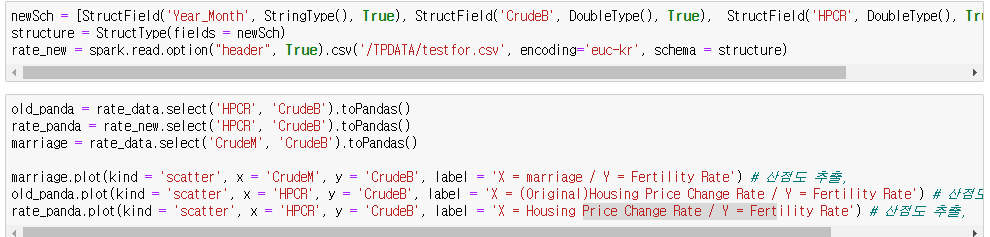 newSch = [StructField('Year_Month', StringType(), True), StructField('CrudeB', DoubleType(), True),  StructField('HPCR', DoubleType(), Tru
structure = StructType(fields = newSch)
rate_new = spark.read.option("header", True).csv('/TPDATA/testfor.csv', encoding='euc-kr', schema = structure)
old_panda = rate_data.select('HPCR', 'CrudeB').toPandas()
rate_panda = rate_new.select('HPCR', 'CrudeB').toPandas()
marriage = rate_data.select('CrudeM', 'CrudeB').toPandas()
marriage.plot(kind = 'scatter', x = 'CrudeM', y = 'CrudeB', label = 'X = marriage / Y = Fertility Rate') # 산점도 추출,
old_panda.plot(kind = 'scatter', x = 'HPCR', y = 'CrudeB', label = 'X = (Original)Housing Price Change Rate / Y = Fertility Rate') # 산점도
rate_panda.plot(kind = 'scatter', x = 'HPCR', y = 'CrudeB', label = 'X = Housing Price Change Rate / Y = Fertility Rate') # 산점도 추출,